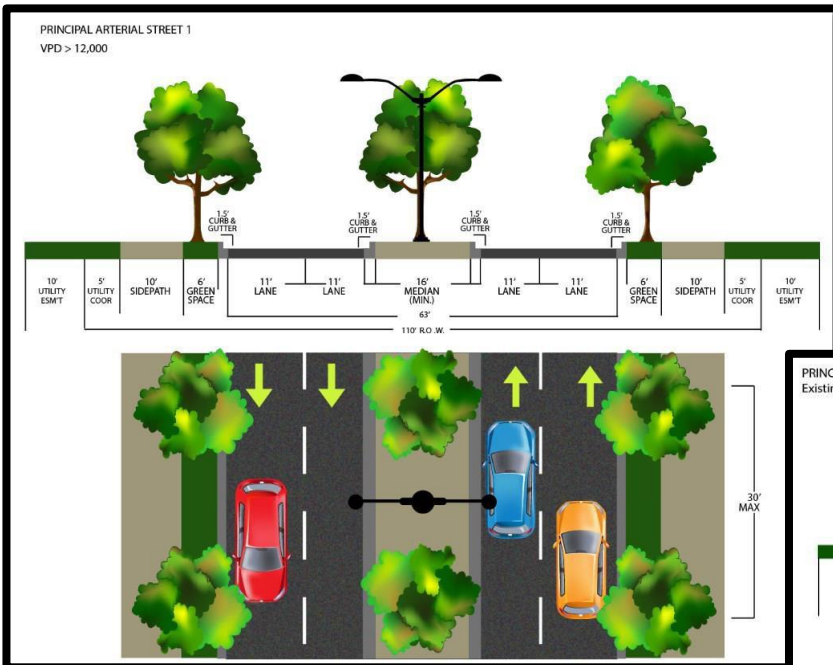 PRINCIPAL ARTERIAL STREET 1
VPD > 12,000
1.5'
CURB &
GUTTER
1.5'
CURB &
GUTTER
1.5'
CURB &
GUTTER
1.5'
CURB &
GUTTER
10'
UTILITY
ESM'T
5'
UTILITY
COOR
10'
SIDEPATH
6'
GREEN
SPACE
11'
LANE
11'
LANE
16'
MEDIAN
(MIN.)
11'
LANE
11'
LANE
6'
GREEN
SPACE
10'
SIDEPATH
5'
UTILITY
COOR
10'
UTILITY
ESM'T
63'
110' R.O .W.
30'
MAX